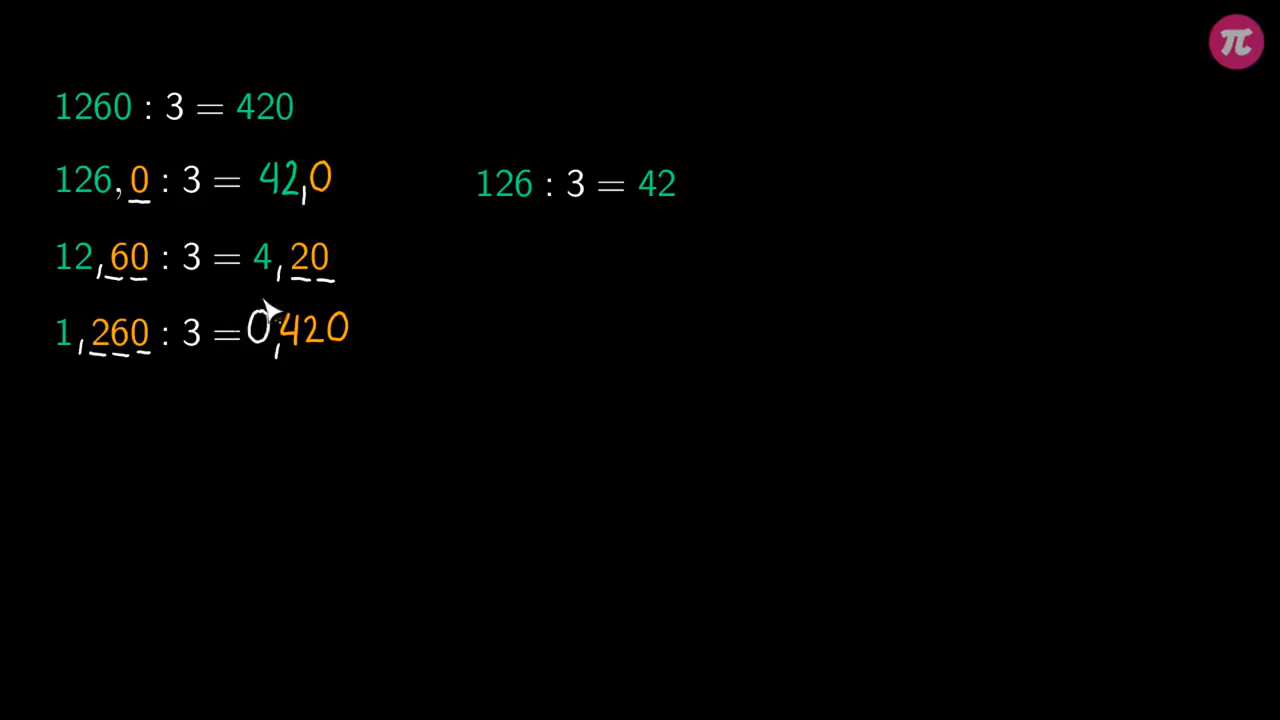 π
1260 : 3 = 420
126,0 : 3 = 42,0
126 : 3 = 42
12,60 : 3 = 4,20
1,260 : 3 = 0,420